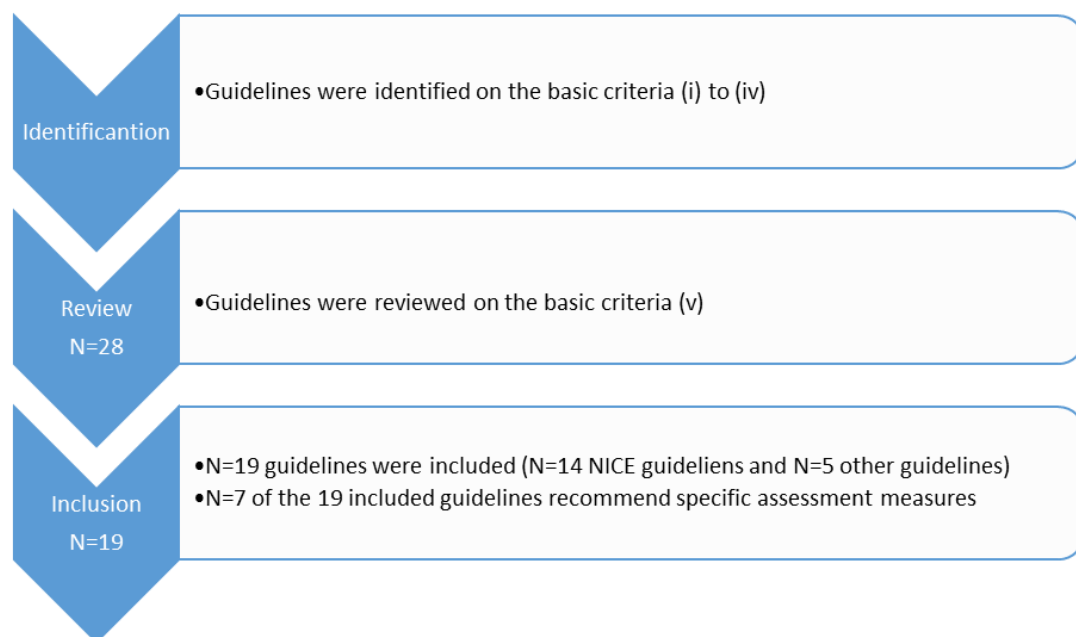 Identificantion
•Guidelines were identified on the basic criteria (i) to (iv)
Review
N=28
•Guidelines were reviewed on the basic criteria (v)
Inclusion
N=19
•N=19 guidelines were included (N=14 NICE guideliens and N=5 other guidelines)
•N=7 of the 19 included guidelines recommend specific assessment measures